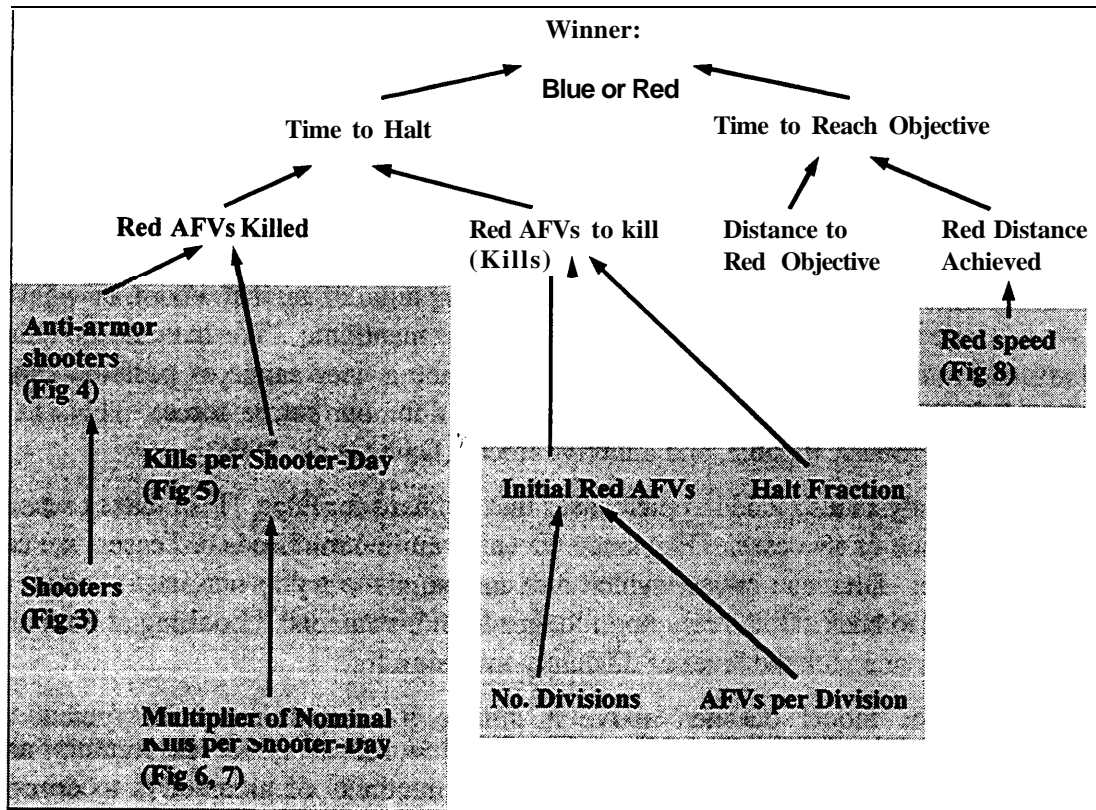 Winner:
Blue or Red
Time to Halt
Time to Reach Objective
Red AFVs Killed
Red AFVs to kill
(Kills)
Distance to
Red Objective
Red Distance
Achieved
Anti-armor
shooters
(Fig 4)
Red speed
(Fig 8)
Kills per Shooter-Day
(Fig 5)
Initial Red AFVs
Halt Fraction
Shooters
(Fig 3)
No. Divisions
AFVs per Division
Multiplier of Nominal
Kills per Shooter-Day
(Fig 6, 7)